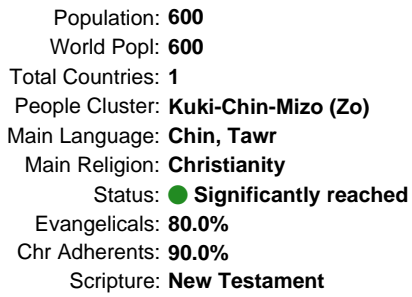 Population: 600
World Popl: 600
Total Countries: 1
People Cluster: Kuki-Chin-Mizo (Zo)
Main Language: Chin, Tawr
Main Religion: Christianity
Status: Significantly reached
Evangelicals: 80.0%
Chr Adherents: 90.0%
Scripture: New Testament